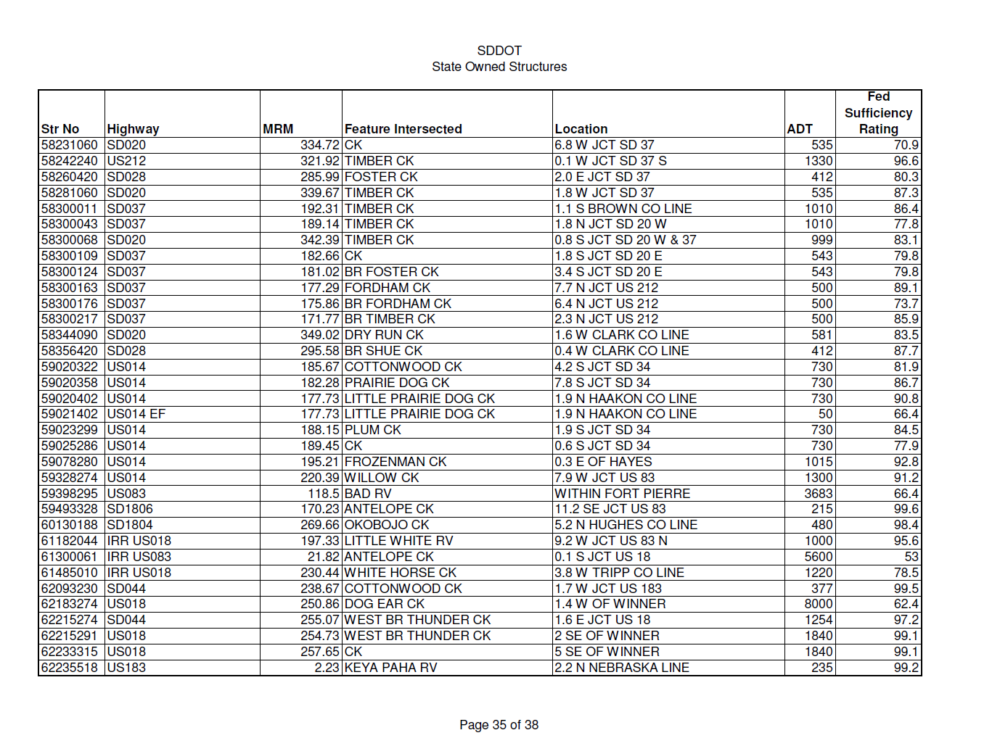 SDDOT
State Owned Structures
Fed
Sufficiency
Str No Highway MRM Feature Intersected Location ADT Rating
58231060 SD020 334.72 CK 6.8 W JCT SD 37 535 70.9
58242240 US212 321.92 TIMBER CK 0.1 W JCT SD 37 S 1330 96.6
58260420 SD028 285.99 FOSTER CK 2.0 E JCT SD 37 412 80.3
58281060 SD020 339.67 TIMBER CK 1.8 W JCT SD 37 535 87.3
58300011 SD037 192.31 TIMBER CK 1.1 S BROWN CO LINE 1010 86.4
58300043 SD037 189.14 TIMBER CK 1.8 N JCT SD 20 W 1010 77.8
58300068 SD020 342.39 TIMBER CK 0.8 S JCT SD 20 W & 37 999 83.1
58300109 SD037 182.66 CK 1.8 S JCT SD 20 E 543 79.8
58300124 SD037 181.02 BR FOSTER CK 3.4 S JCT SD 20 E 543 79.8
58300163 SD037 177.29 FORDHAM CK 7.7 N JCT US 212 500 89.1
58300176 SD037 175.86 BR FORDHAM CK 6.4 N JCT US 212 500 73.7
58300217 SD037 171.77 BR TIMBER CK 2.3 N JCT US 212 500 85.9
58344090 SD020 349.02 DRY RUN CK 1.6 W CLARK CO LINE 581 83.5
58356420 SD028 295.58 BR SHUE CK 0.4 W CLARK CO LINE 412 87.7
59020322 US014 185.67 COTTONWOOD CK 4.2 S JCT SD 34 730 81.9
59020358 US014 182.28 PRAIRIE DOG CK 7.8 S JCT SD 34 730 86.7
59020402 US014 177.73 LITTLE PRAIRIE DOG CK 1.9 N HAAKON CO LINE 730 90.8
59021402 US014 EF 177.73 LITTLE PRAIRIE DOG CK 1.9 N HAAKON CO LINE 50 66.4
59023299 US014 188.15 PLUM CK 1.9 S JCT SD 34 730 84.5
59025286 US014 189.45 CK 0.6 S JCT SD 34 730 77.9
59078280 US014 195.21 FROZENMAN CK 0.3 E OF HAYES 1015 92.8
59328274 US014 220.39 WILLOW CK 7.9 W JCT US 83 1300 91.2
59398295 US083 118.5 BAD RV WITHIN FORT PIERRE 3683 66.4
59493328 SD1806 170.23 ANTELOPE CK 11.2 SE JCT US 83 215 99.6
60130188 SD1804 269.66 OKOBOJO CK 5.2 N HUGHES CO LINE 480 98.4
61182044 IRR US018 197.33 LITTLE WHITE RV 9.2 W JCT US 83 N 1000 95.6
61300061 IRR US083 21.82 ANTELOPE CK 0.1 S JCT US 18 5600 53
61485010 IRR US018 230.44 WHITE HORSE CK 3.8 W TRIPP CO LINE 1220 78.5
62093230 SD044 238.67 COTTONWOOD CK 1.7 W JCT US 183 377 99.5
62183274 US018 250.86 DOG EAR CK 1.4 W OF WINNER 8000 62.4
62215274 SD044 255.07 WEST BR THUNDER CK 1.6 E JCT US 18 1254 97.2
62215291 US018 254.73 WEST BR THUNDER CK 2 SE OF WINNER 1840 99.1
62233315 US018 257.65 CK 5 SE OF WINNER 1840 99.1
62235518 US183 2.23 KEYA PAHA RV 2.2 N NEBRASKA LINE 235 99.2
Page 35 of 38